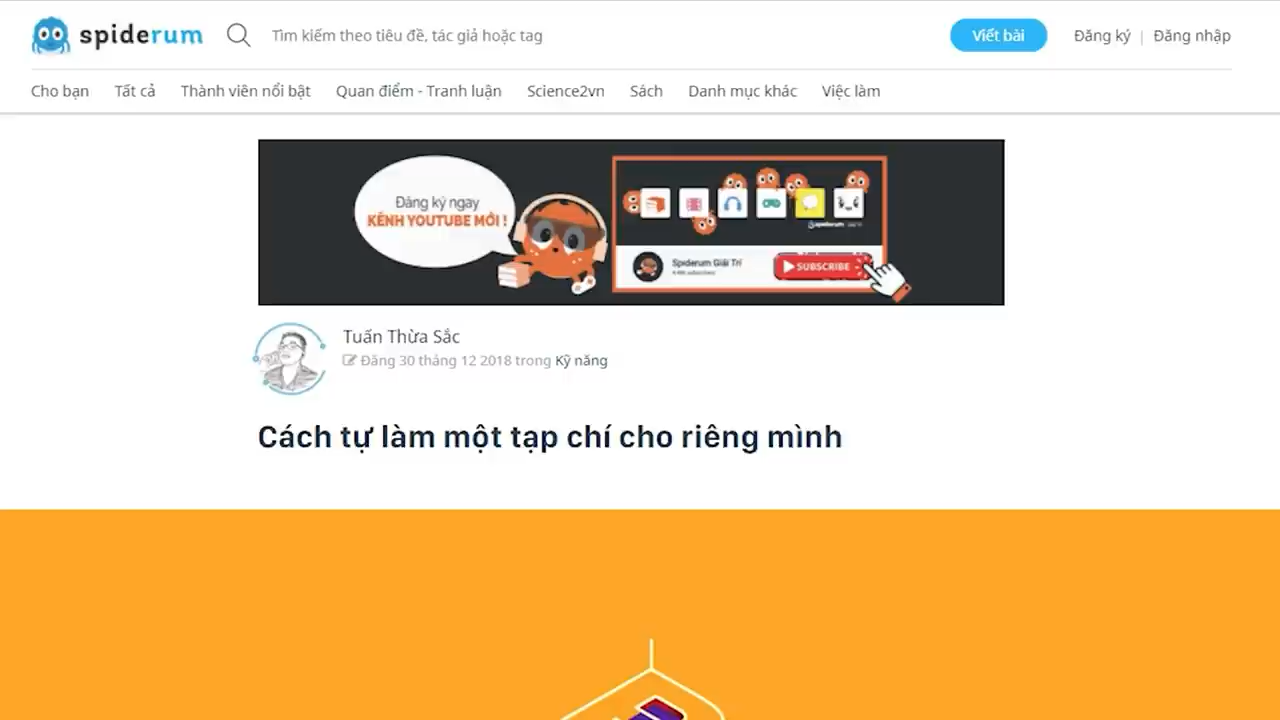 spiderum
Tìm kiếm theo tiêu đề, tác giả hoặc tag
Viết bài
Đăng ký | Đăng nhập
Cho bạn Tất cả Thành viên nổi bật Quan điểm - Tranh luận Science2vn Sách Danh mục khác Việc làm
Đăng ký ngay
KÊNH YOUTUBE MỚI !
spiderum
Spiderum Giải Trí
SUBSCRIBE
Tuấn Thừa Sắc
Đăng 30 tháng 12 2018 trong Kỹ năng
Cách tự làm một tạp chí cho riêng mình